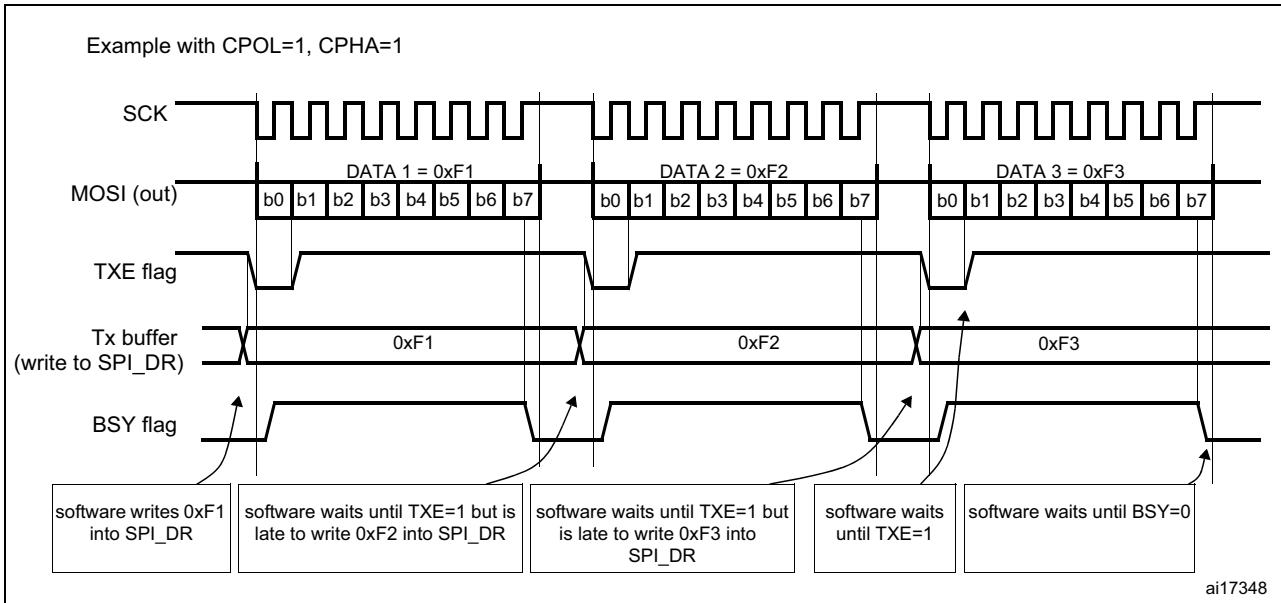 Example with CPOL=1, CPHA=1
SCK
DATA 1 = 0xF1
DATA 2 = 0xF2
DATA 3 = 0xF3
MOSI (out)
b0 b1 b2 b3 b4 b5 b6 b7
b0 b1 b2 b3 b4 b5 b6 b7
b0 b1 b2 b3 b4 b5 b6 b7
TXE flag
Tx buffer
(write to SPI_DR)
0xF1
0xF2
0xF3
BSY flag
software writes 0xF1
into SPI_DR
software waits until TXE=1 but is
late to write 0xF2 into SPI_DR
software waits until TXE=1 but
is late to write 0xF3 into
SPI_DR
software waits
until TXE=1
software waits until BSY=0
ai17348